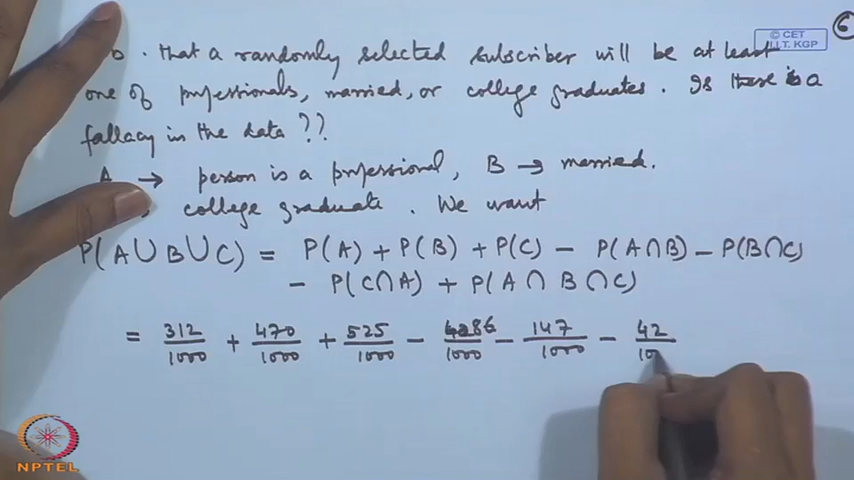 6
© CET
I.I.T. KGP
that a randomly selected subscriber will be at least
one of professionals, married, or college graduates. Is there is a
fallacy in the data ??
A → person is a professional, B → married.
college graduate. We want
P(A∪B∪C) = P(A) + P(B) + P(C) − P(A∩B) − P(B∩C)
− P(C∩A) + P(A∩B∩C)
= 312/1000 + 470/1000 + 525/1000 − 86/1000 − 147/1000 − 42/10
NPTEL